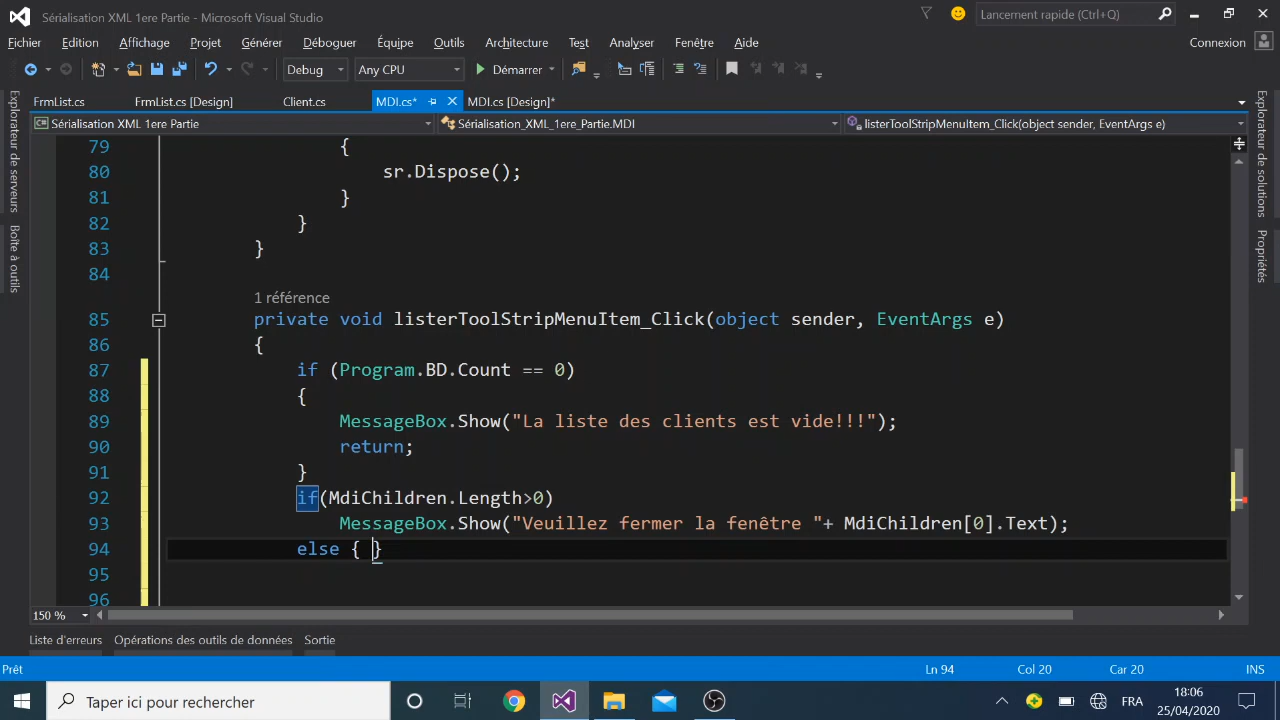 Sérialisation XML 1ere Partie - Microsoft Visual Studio
Lancement rapide (Ctrl+Q)
Fichier Edition Affichage Projet Générer Déboguer Équipe Outils Architecture Test Analyser Fenêtre Aide Connexion
Debug Any CPU Démarrer
FrmList.cs FrmList.cs [Design] Client.cs MDI.cs* MDI.cs [Design]*
Sérialisation XML 1ere Partie Sérialisation_XML_1ere_Partie.MDI listerToolStripMenuItem_Click(object sender, EventArgs e)
Explorateur de serveurs
Boîte à outils
Explorateur de solutions
Propriétés
79 {
80 sr.Dispose();
81 }
82 }
83 }
84
1 référence
85 private void listerToolStripMenuItem_Click(object sender, EventArgs e)
86 {
87 if (Program.BD.Count == 0)
88 {
89 MessageBox.Show("La liste des clients est vide!!!");
90 return;
91 }
92 if(MdiChildren.Length>0)
93 MessageBox.Show("Veuillez fermer la fenêtre "+ MdiChildren[0].Text);
94 else { }
95
96
150 %
Liste d'erreurs Opérations des outils de données Sortie
Prêt Ln 94 Col 20 Car 20 INS
Taper ici pour rechercher
FRA
18:06
25/04/2020